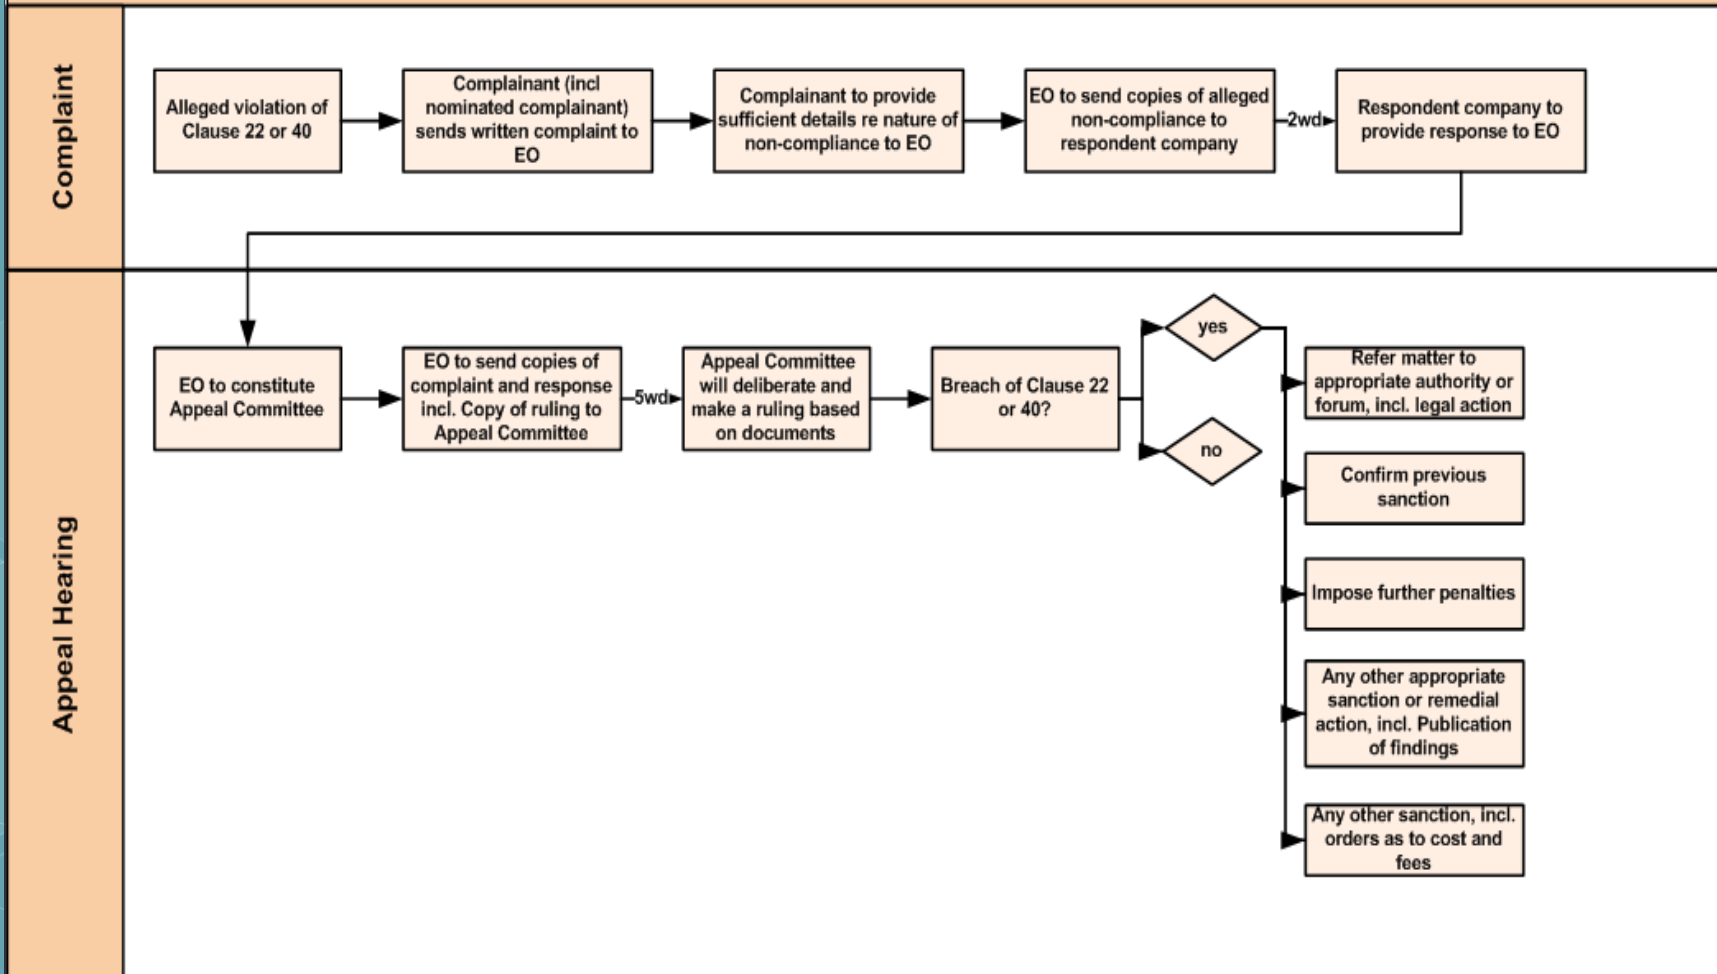 Complaint
Alleged violation of
Clause 22 or 40
Complainant (incl
nominated complainant)
sends written complaint to
EO
Complainant to provide
sufficient details re nature of
non-compliance to EO
EO to send copies of alleged
non-compliance to
respondent company
2wd
Respondent company to
provide response to EO
Appeal Hearing
EO to constitute
Appeal Committee
EO to send copies of
complaint and response
incl. Copy of ruling to
Appeal Committee
5wd
Appeal Committee
will deliberate and
make a ruling based
on documents
Breach of Clause 22
or 40?
yes
no
Refer matter to
appropriate authority or
forum, incl. legal action
Confirm previous
sanction
Impose further penalties
Any other appropriate
sanction or remedial
action, incl. Publication
of findings
Any other sanction, incl.
orders as to cost and
fees